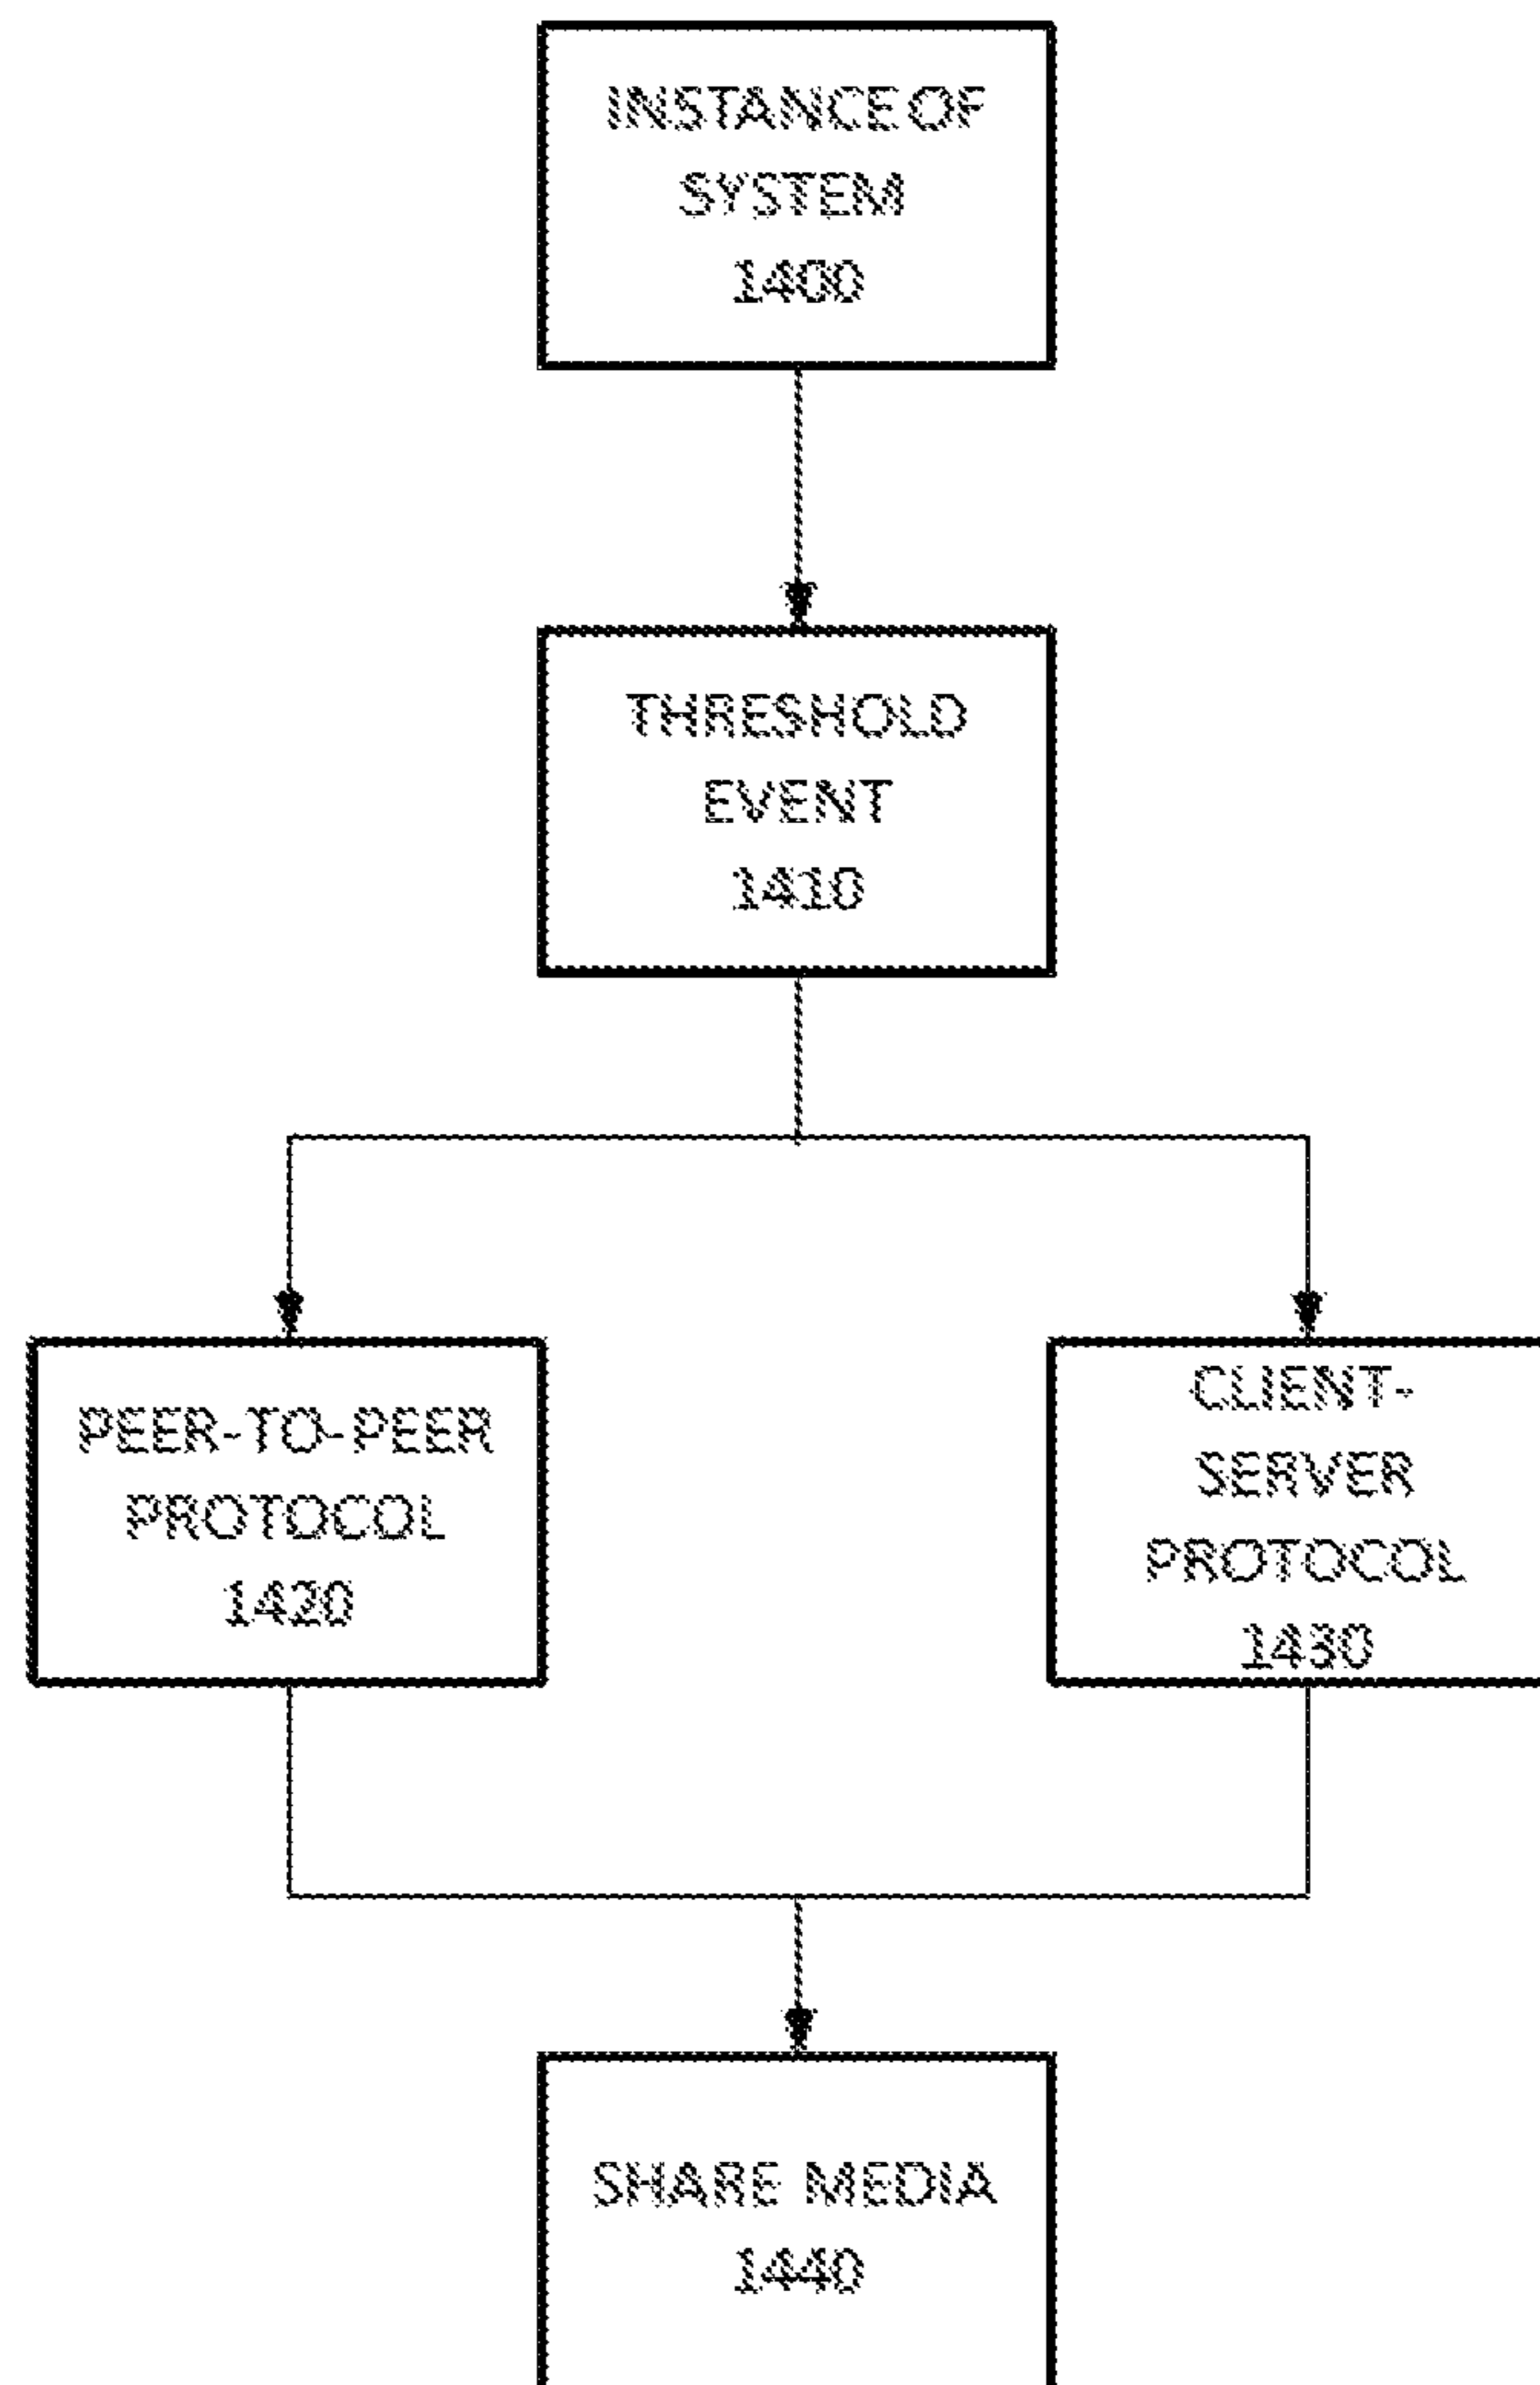 INSTANCE OF
SYSTEM
1400
THRESHOLD
EVENT
1410
PEER-TO-PEER
PROTOCOL
1420
CLIENT-
SERVER
PROTOCOL
1430
SHARE MEDIA
1440